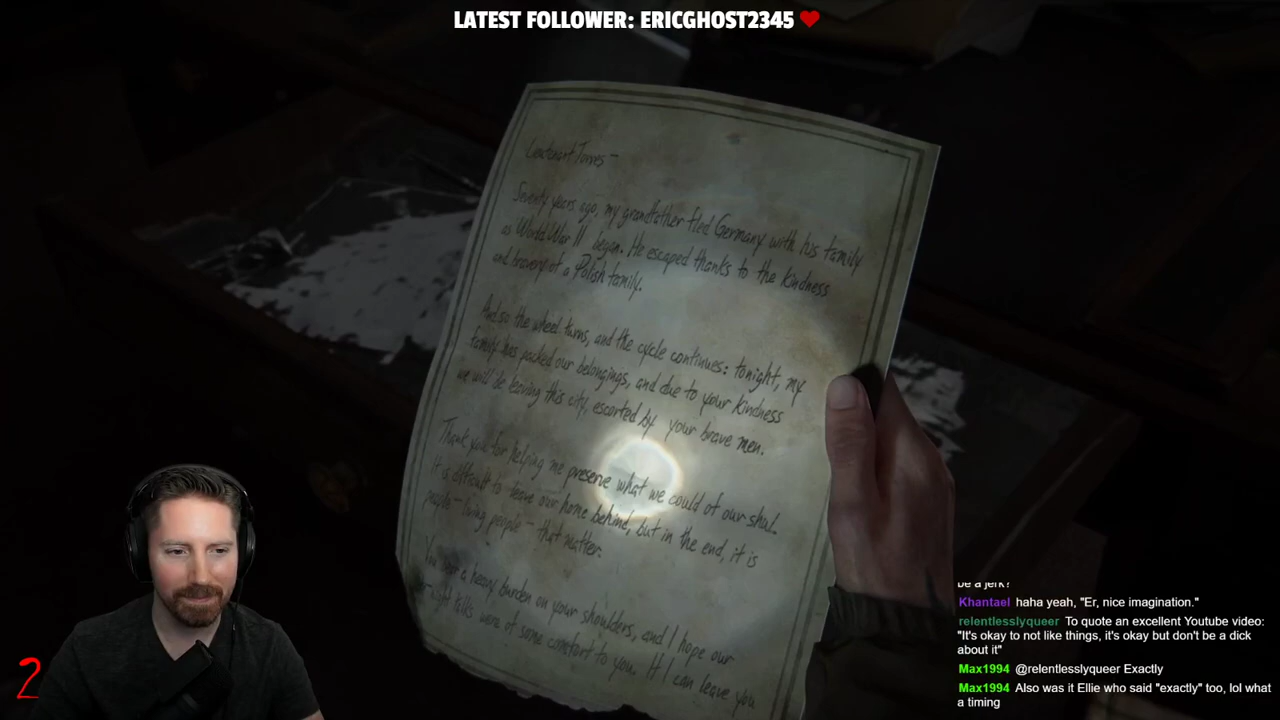 LATEST FOLLOWER: ERICGHOST2345
Lieutenant Torres-
Seventy years ago, my grandfather fled Germany with his family
as World War II began. He escaped thanks to the kindness
and bravery of a Polish family.
And so the wheel turns, and the cycle continues: tonight, my
family has packed our belongings, and due to your kindness
we will be leaving this city, escorted by your brave men.
Thank you for helping me preserve what we could of our shul.
It is difficult to leave our home behind, but in the end, it is
people - living people - that matter.
You a heavy burden on your shoulders, and I hope our
night talks were of some comfort to you. If I can leave you
2
be a jerk?
Khantael haha yeah, "Er, nice imagination."
relentlesslyqueer To quote an excellent Youtube video:
"It's okay to not like things, it's okay but don't be a dick
about it"
Max1994 @relentlesslyqueer Exactly
Max1994 Also was it Ellie who said "exactly" too, lol what
a timing